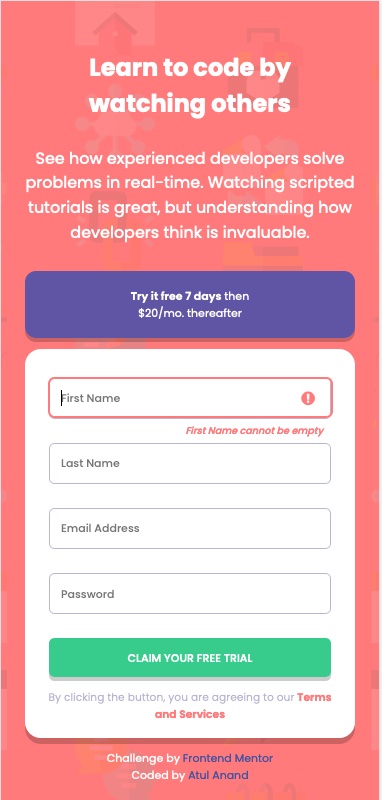 Learn to code by
watching others
See how experienced developers solve
problems in real-time. Watching scripted
tutorials is great, but understanding how
developers think is invaluable.
Try it free 7 days then
$20/mo. thereafter
First Name
First Name cannot be empty
Last Name
Email Address
Password
CLAIM YOUR FREE TRIAL
By clicking the button, you are agreeing to our Terms
and Services
Challenge by Frontend Mentor
Coded by Atul Anand